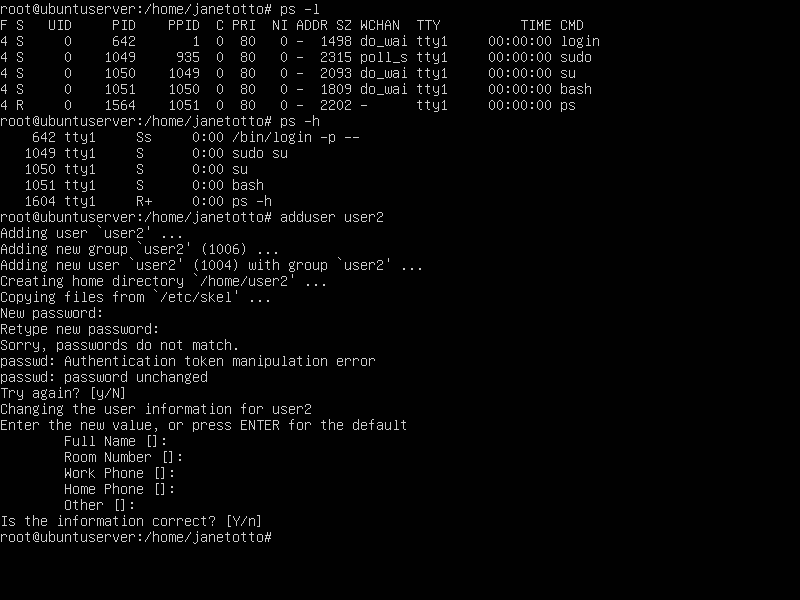 root@ubuntuserver:/home/janetotto# ps -l
F S   UID     PID    PPID  C PRI  NI ADDR SZ WCHAN  TTY          TIME CMD
4 S     0     642       1  0  80   0 -  1498 do_wai tty1     00:00:00 login
4 S     0    1049     935  0  80   0 -  2315 poll_s tty1     00:00:00 sudo
4 S     0    1050    1049  0  80   0 -  2093 do_wai tty1     00:00:00 su
4 S     0    1051    1050  0  80   0 -  1809 do_wai tty1     00:00:00 bash
4 R     0    1564    1051  0  80   0 -  2202 -      tty1     00:00:00 ps
root@ubuntuserver:/home/janetotto# ps -h
    642 tty1     Ss     0:00 /bin/login -p --
   1049 tty1     S      0:00 sudo su
   1050 tty1     S      0:00 su
   1051 tty1     S      0:00 bash
   1604 tty1     R+     0:00 ps -h
root@ubuntuserver:/home/janetotto# adduser user2
Adding user `user2' ...
Adding new group `user2' (1006) ...
Adding new user `user2' (1004) with group `user2' ...
Creating home directory `/home/user2' ...
Copying files from `/etc/skel' ...
New password:
Retype new password:
Sorry, passwords do not match.
passwd: Authentication token manipulation error
passwd: password unchanged
Try again? [y/N]
Changing the user information for user2
Enter the new value, or press ENTER for the default
        Full Name []:
        Room Number []:
        Work Phone []:
        Home Phone []:
        Other []:
Is the information correct? [Y/n]
root@ubuntuserver:/home/janetotto#